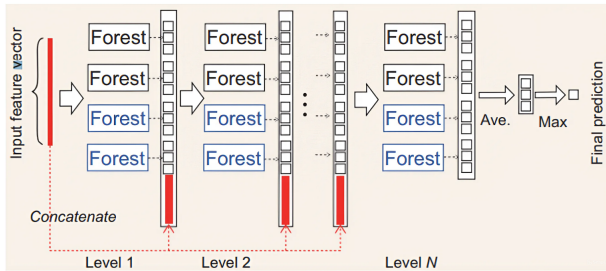 Input feature vector
Forest Forest Forest
Forest Forest Forest
Forest Forest Forest
Forest Forest Forest
Ave. Max
Final prediction
Concatenate
Level 1 Level 2 Level N